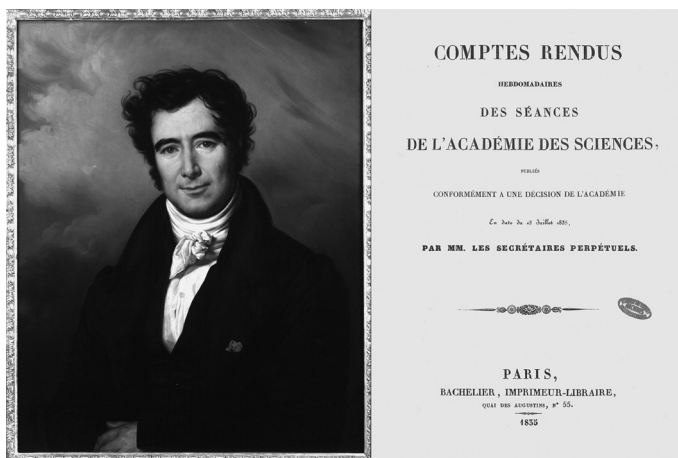 COMPTES RENDUS
HEBDOMADAIRES
DES SÉANCES
DE L'ACADÉMIE DES SCIENCES,
PUBLIÉS
CONFORMÉMENT A UNE DÉCISION DE L'ACADÉMIE
En date du 13 Juillet 1835,
PAR MM. LES SECRÉTAIRES PERPÉTUELS.
PARIS,
BACHELIER, IMPRIMEUR-LIBRAIRE,
QUAI DES AUGUSTINS, Nº 55.
1835